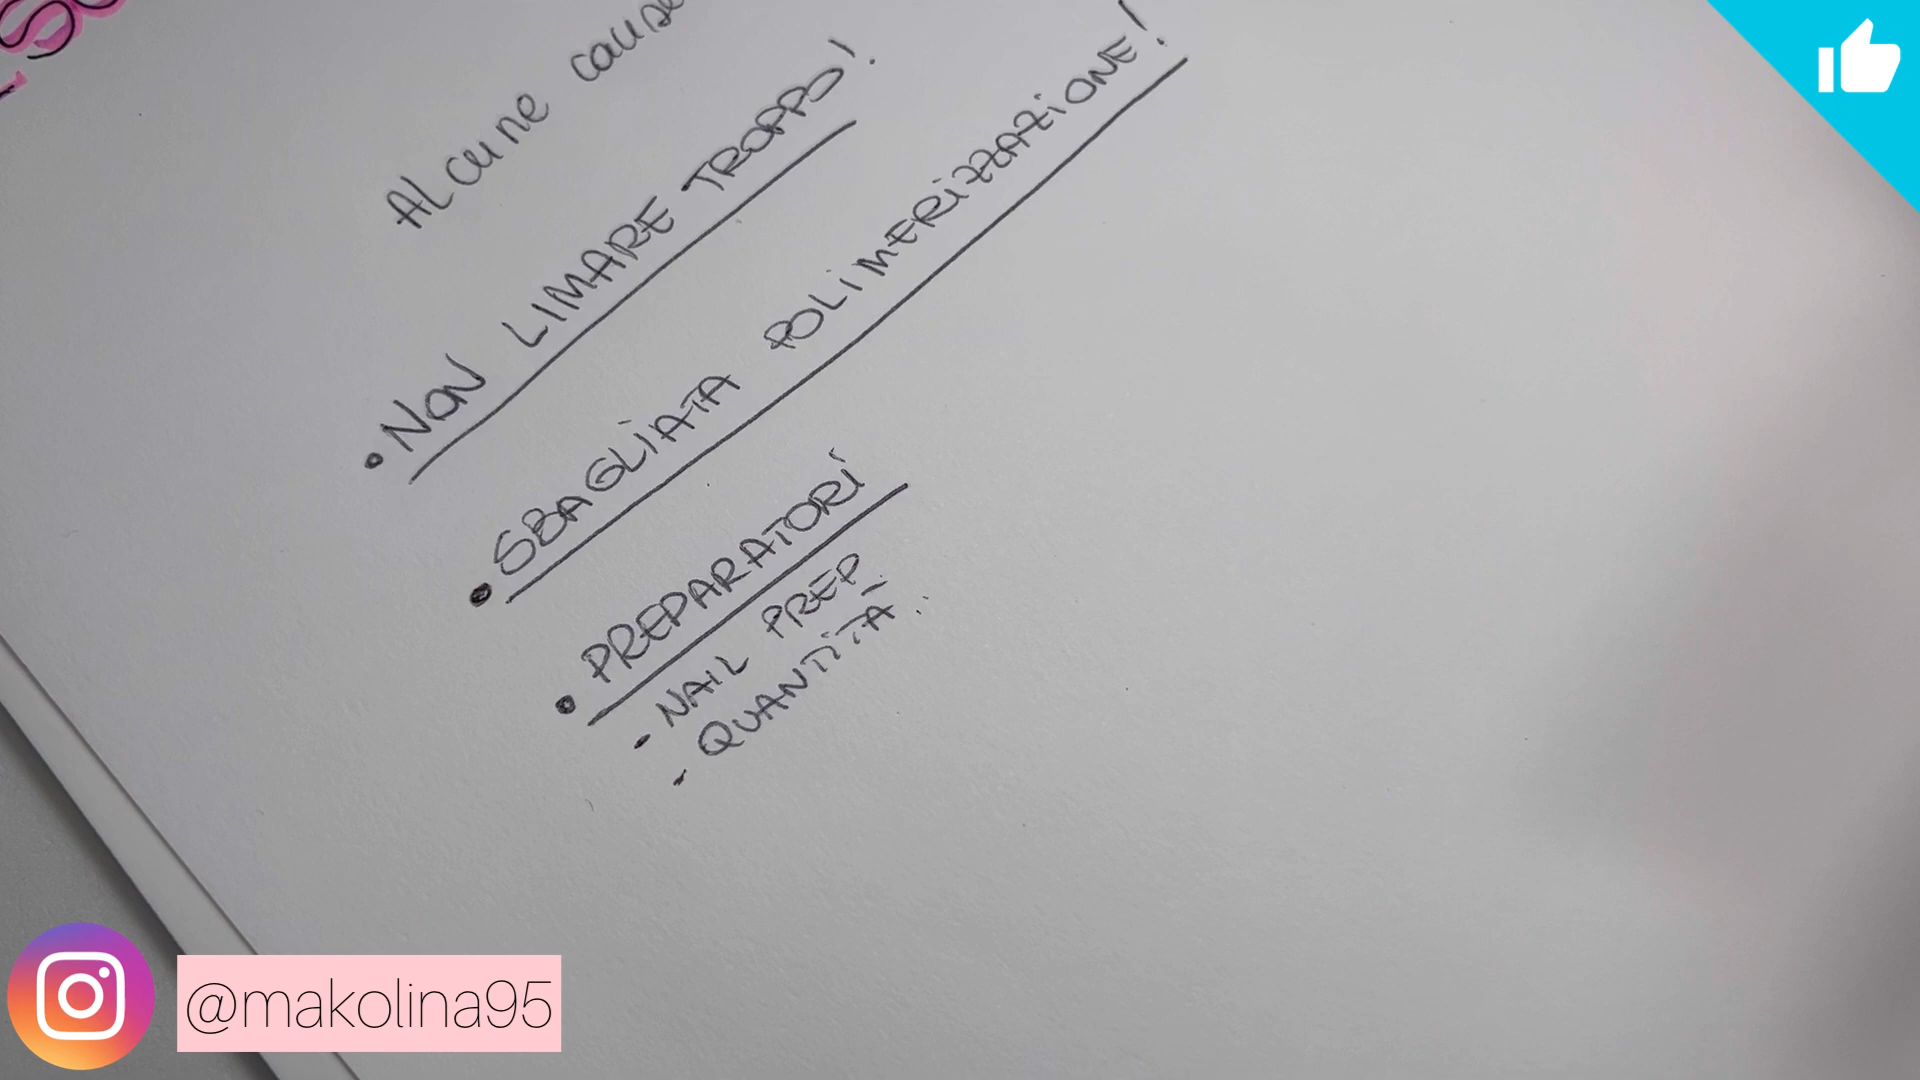 Alcune cause
• NON LIMARE TROPPO!
• SBAGLIATA POLIMERIZZAZIONE!
• PREPARATORI
- NAIL PREP
- QUANTITÀ..
@makolina95